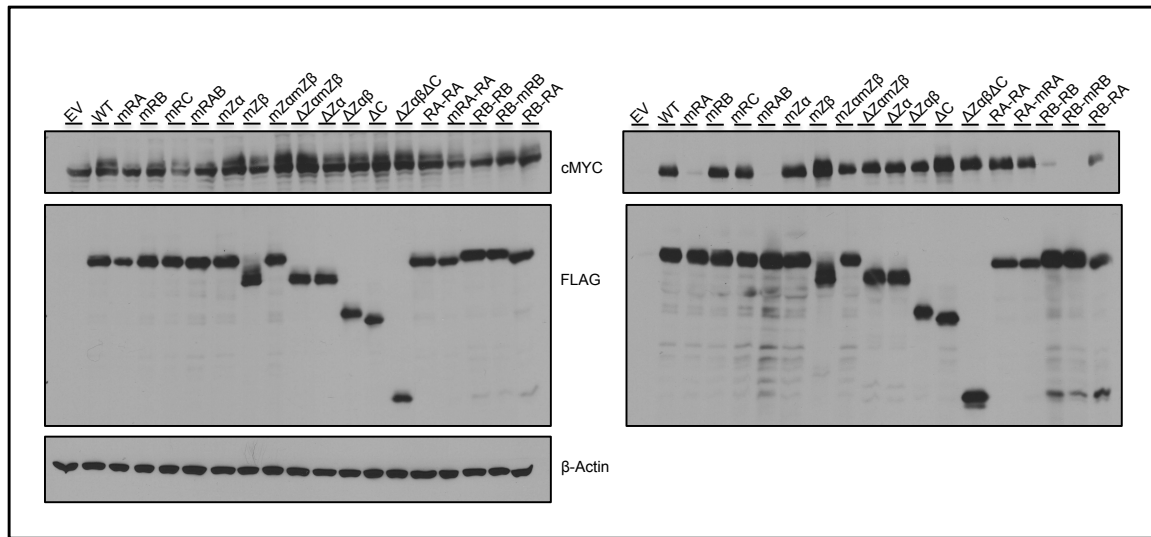 EV WT mRA mRB mRC mRAB mZα mZβ mZαmZβ ΔZαmZβ ΔZα ΔZαβ ΔC ΔZαβΔC RA-RA mRA-RA RB-RB RB-mRB RB-RA
EV WT mRA mRB mRC mRAB mZα mZβ mZαmZβ ΔZαmZβ ΔZα ΔZαβ ΔC ΔZαβΔC RA-RA RA-mRA RB-RB RB-mRB RB-RA
cMYC
FLAG
β-Actin